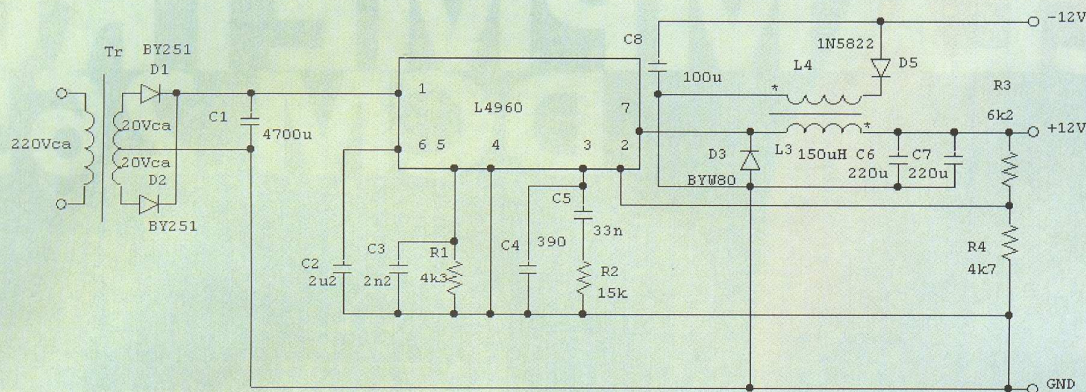 -12V
C8
1N5822
Tr
BY251
D1
100u
L4
D5
*
R3
1
L4960
7
C1
4700u
6k2
+12V
20Vca
220Vca
20Vca
6 5
4
3
2
D3
L3
150uH
*
C6
C7
220u
220u
D2
BYW80
BY251
C5
33n
C3
R1
C4
390
R4
4k7
C2
2u2
2n2
4k3
R2
15k
GND